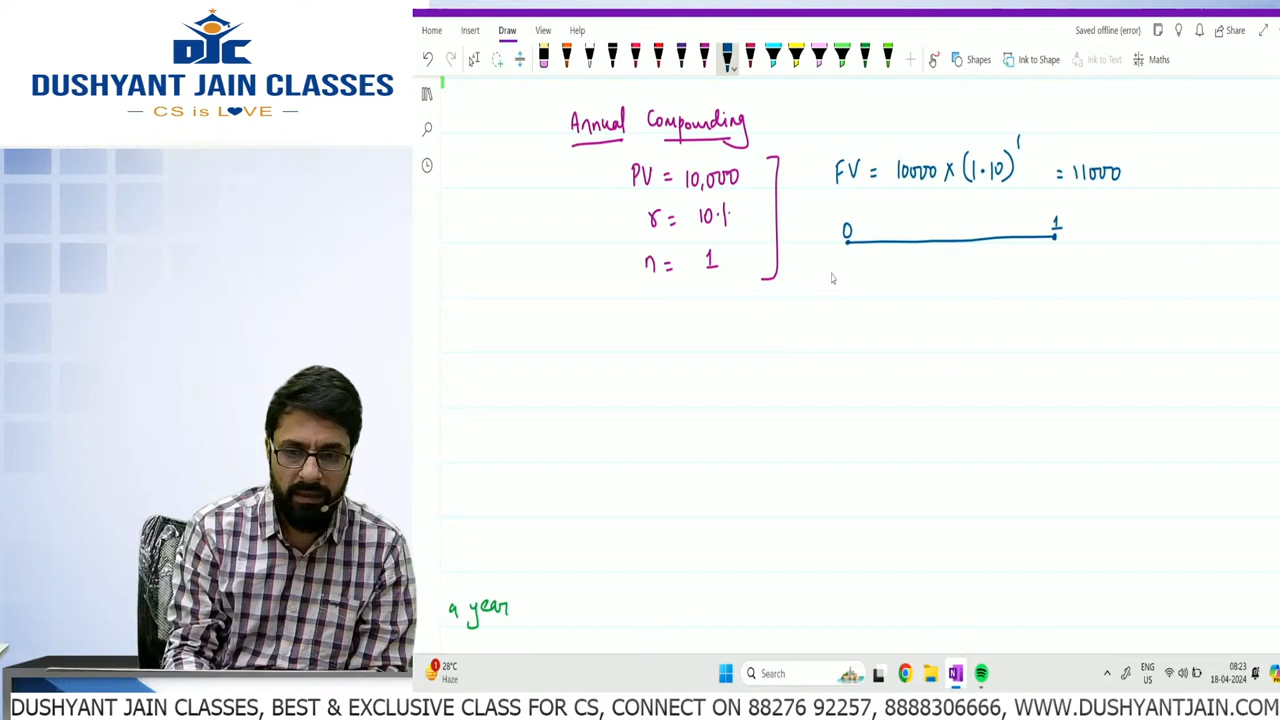 DJC
DUSHYANT JAIN CLASSES
— CS is LOVE —
Home Insert Draw View Help
Saved offline (error)
Share
Shapes
Ink to Shape
Ink to Text
Maths
Annual Compounding
PV = 10,000
r = 10%
n = 1
FV = 10000 × (1.10)¹ = 11000
0 1
a year
1
28°C
Haze
Search
ENG
US
08:23
18-04-2024
DUSHYANT JAIN CLASSES, BEST & EXCLUSIVE CLASS FOR CS, CONNECT ON 88276 92257, 8888306666, WWW.DUSHYANTJAIN.COM